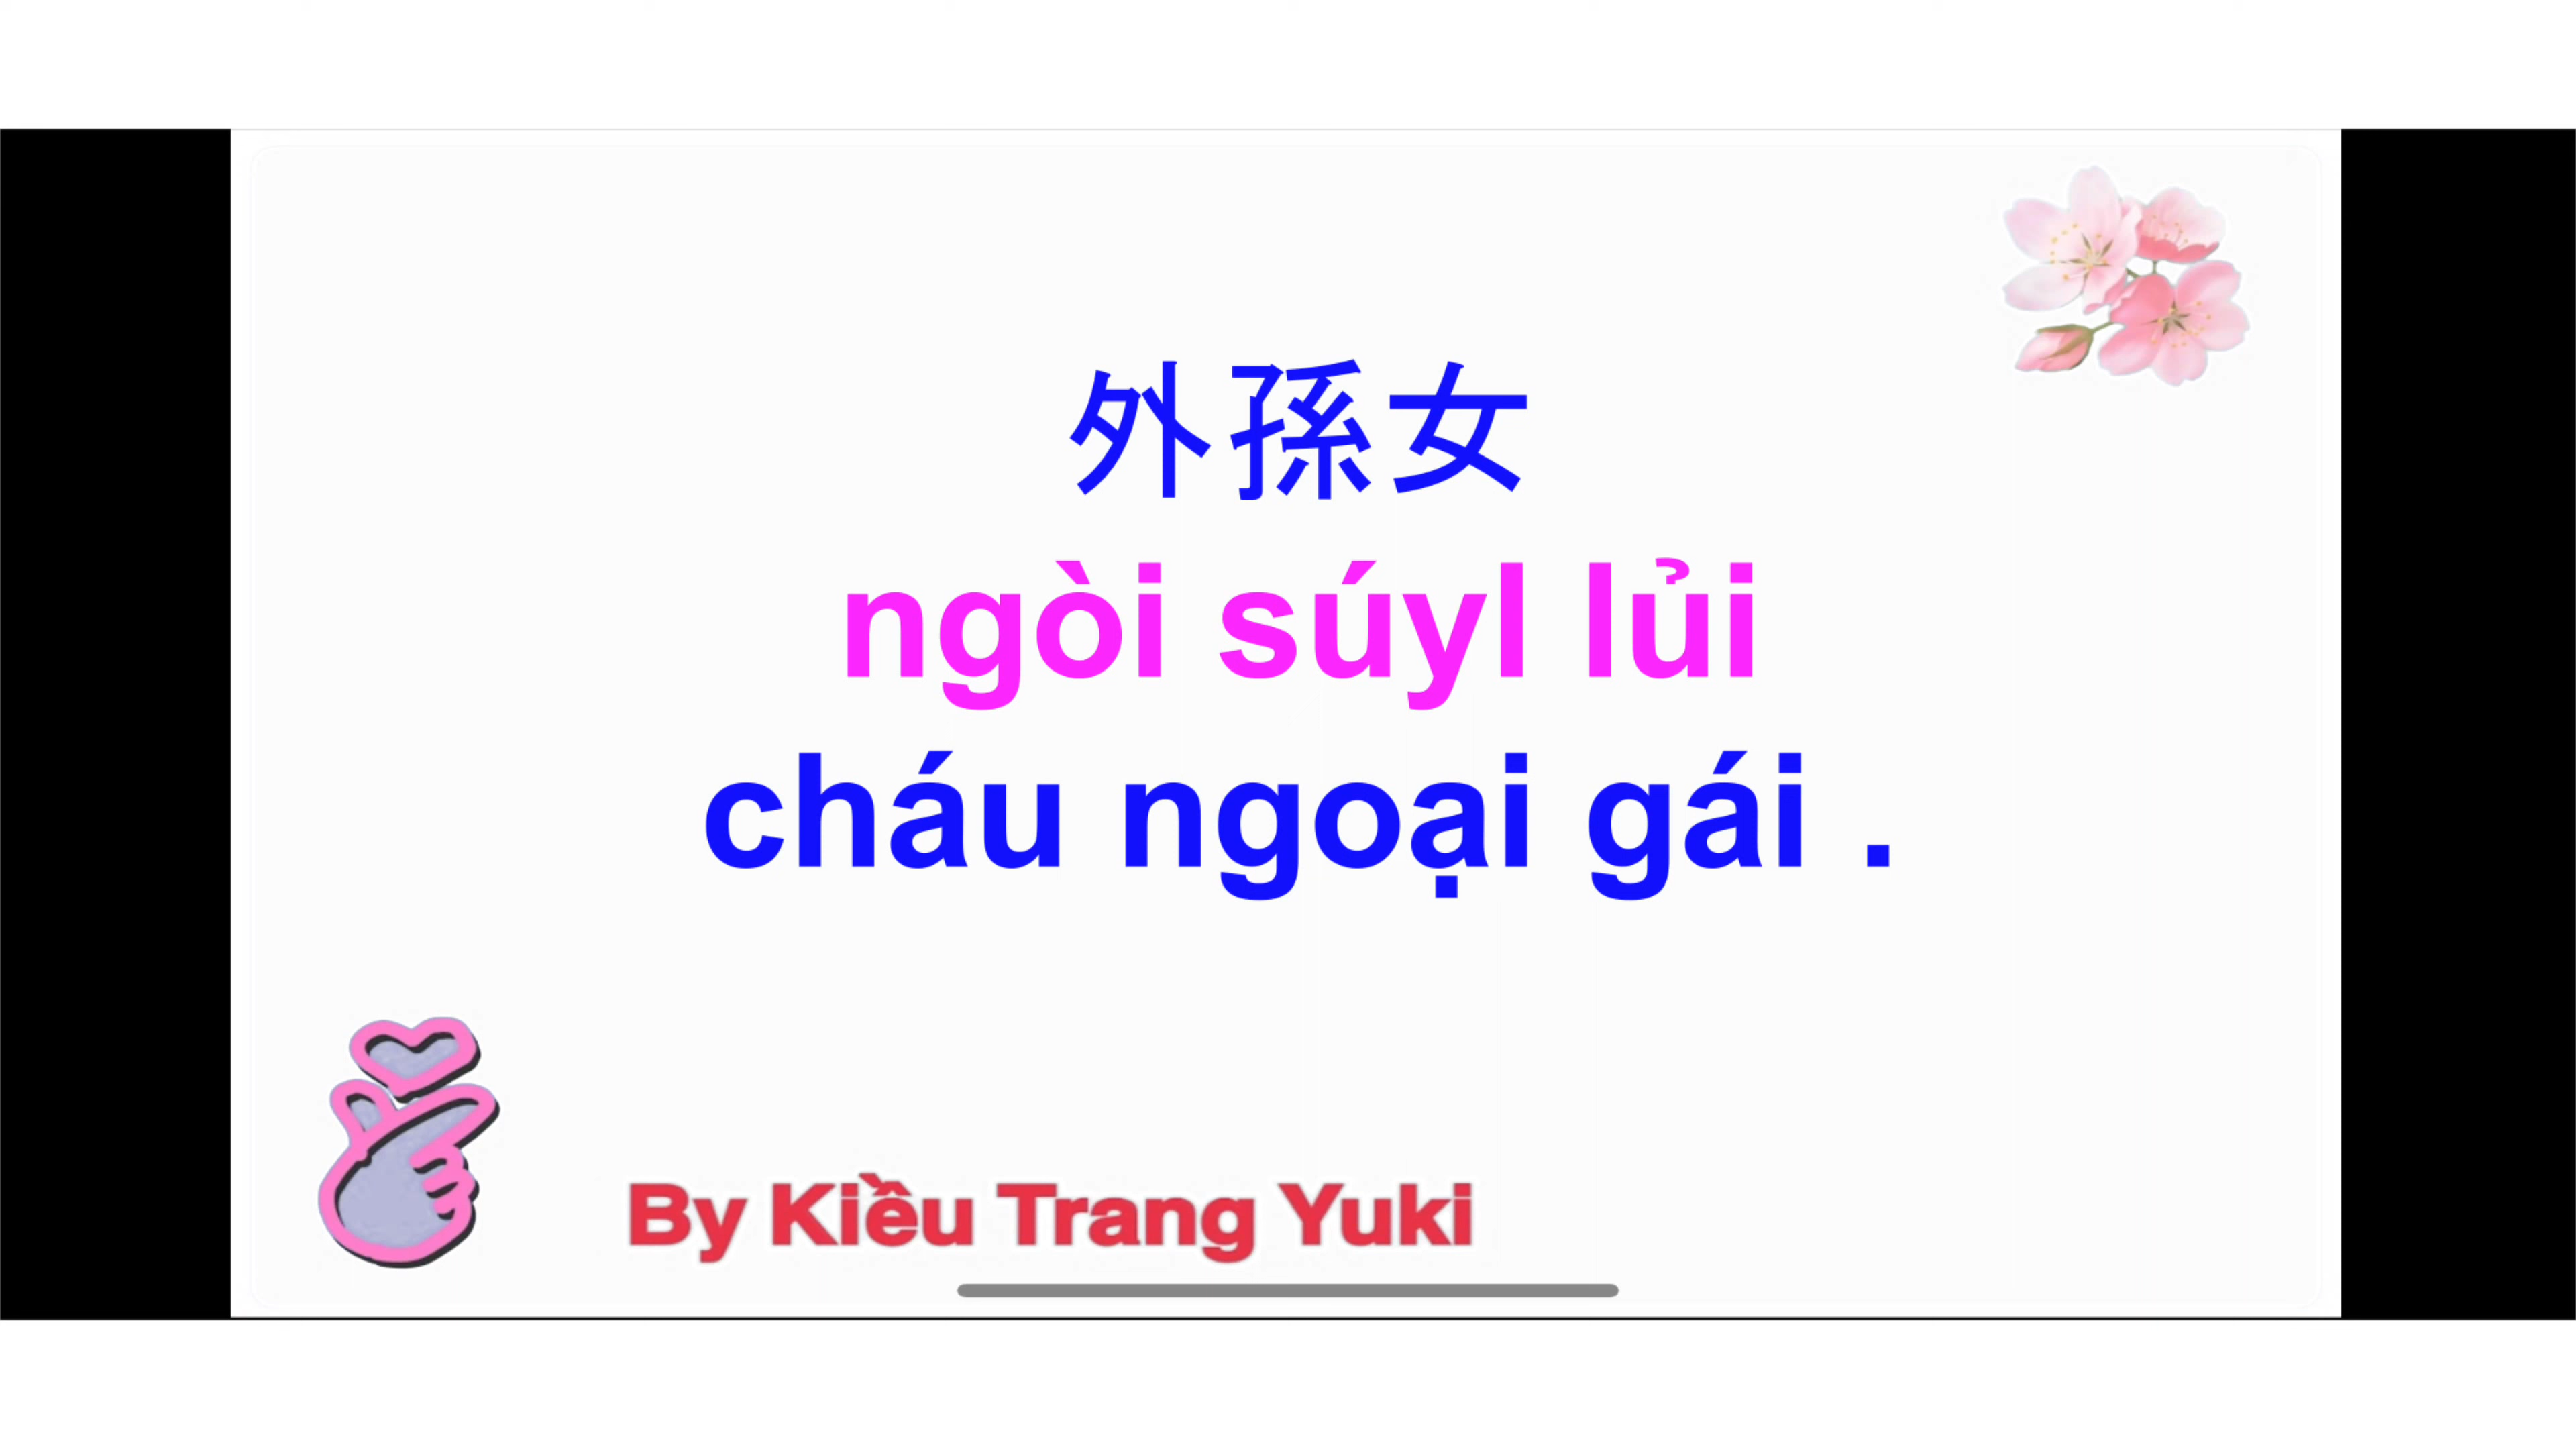 外孫女
ngòi súyl lủi
cháu ngoại gái .
By Kiều Trang Yuki